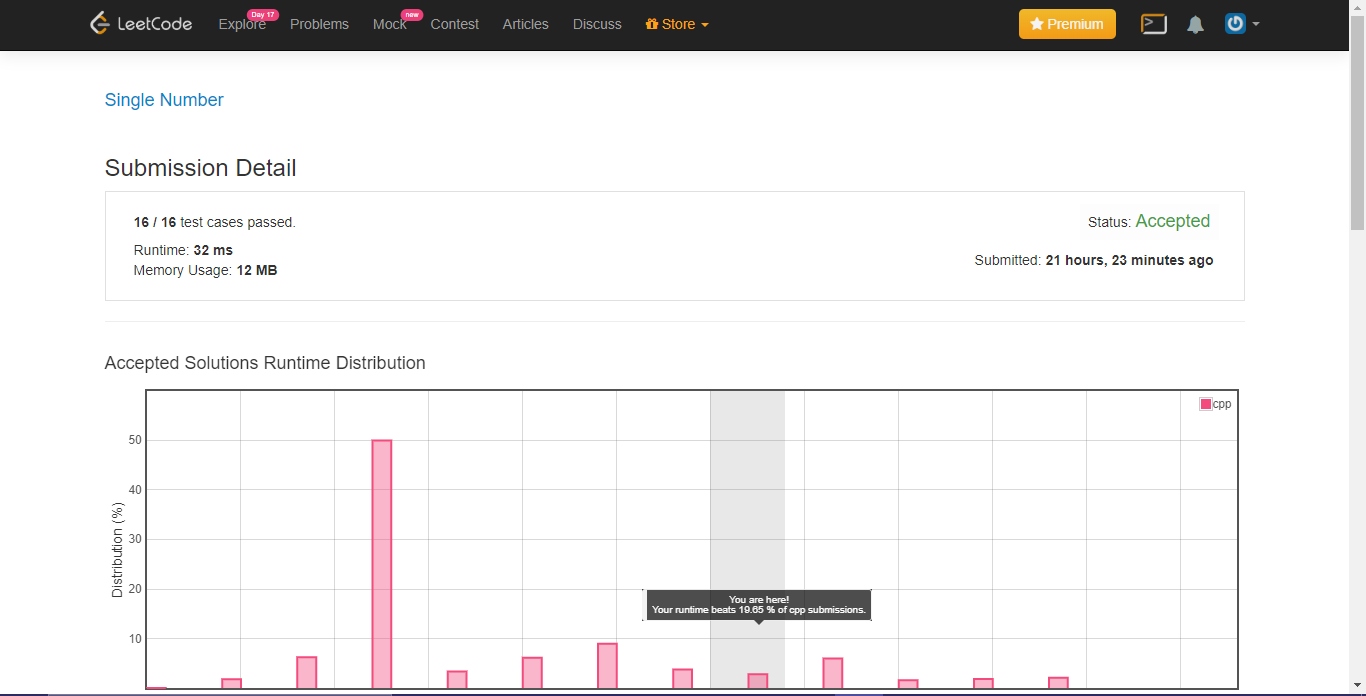 LeetCode Explore Day 17 Problems Mock new Contest Articles Discuss Store Premium
Single Number
Submission Detail
16 / 16 test cases passed.
Status: Accepted
Runtime: 32 ms
Memory Usage: 12 MB
Submitted: 21 hours, 23 minutes ago
Accepted Solutions Runtime Distribution
cpp
50
40
30
20
10
Distribution (%)
You are here!
Your runtime beats 19.65 % of cpp submissions.